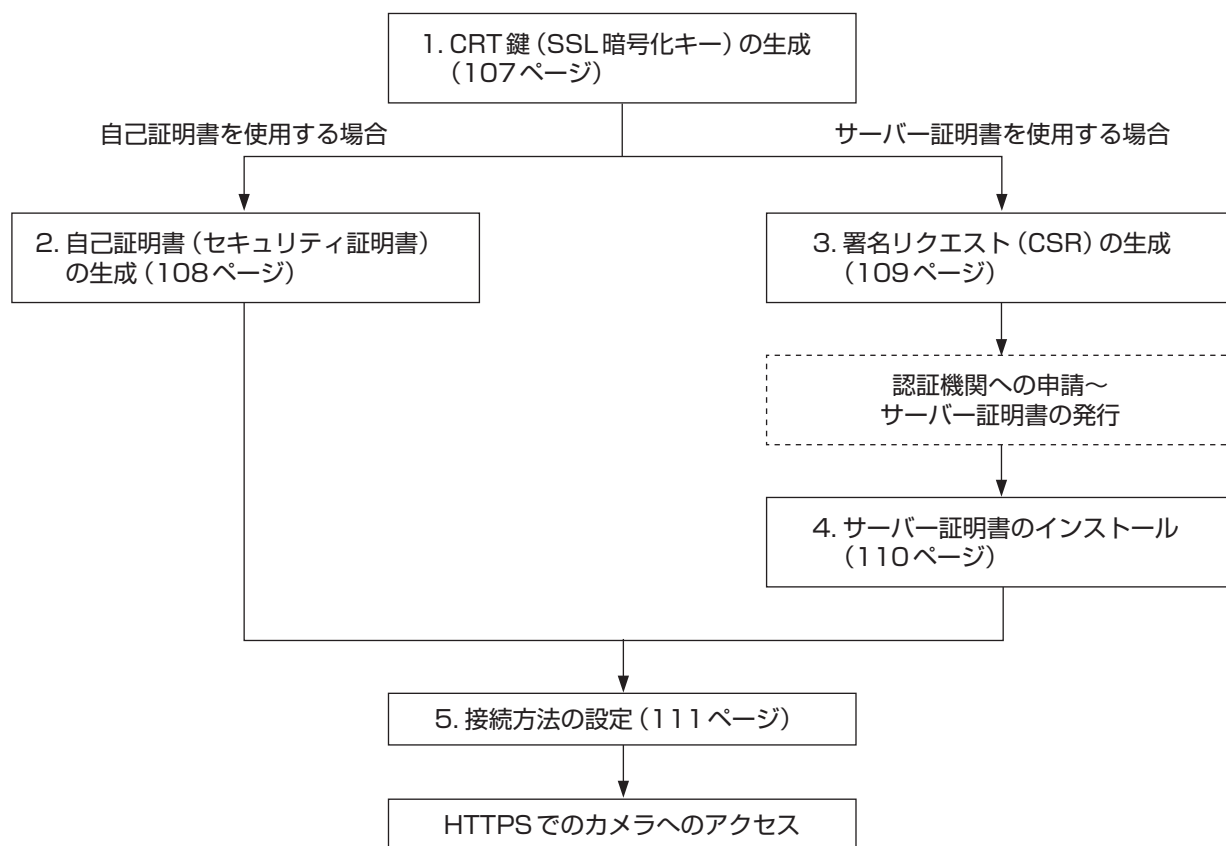 1. CRT鍵（SSL暗号化キー）の生成
（107ページ）
自己証明書を使用する場合
サーバー証明書を使用する場合
2. 自己証明書（セキュリティ証明書）
の生成（108ページ）
3. 署名リクエスト（CSR）の生成
（109ページ）
認証機関への申請～
サーバー証明書の発行
4. サーバー証明書のインストール
（110ページ）
5. 接続方法の設定（111ページ）
HTTPSでのカメラへのアクセス